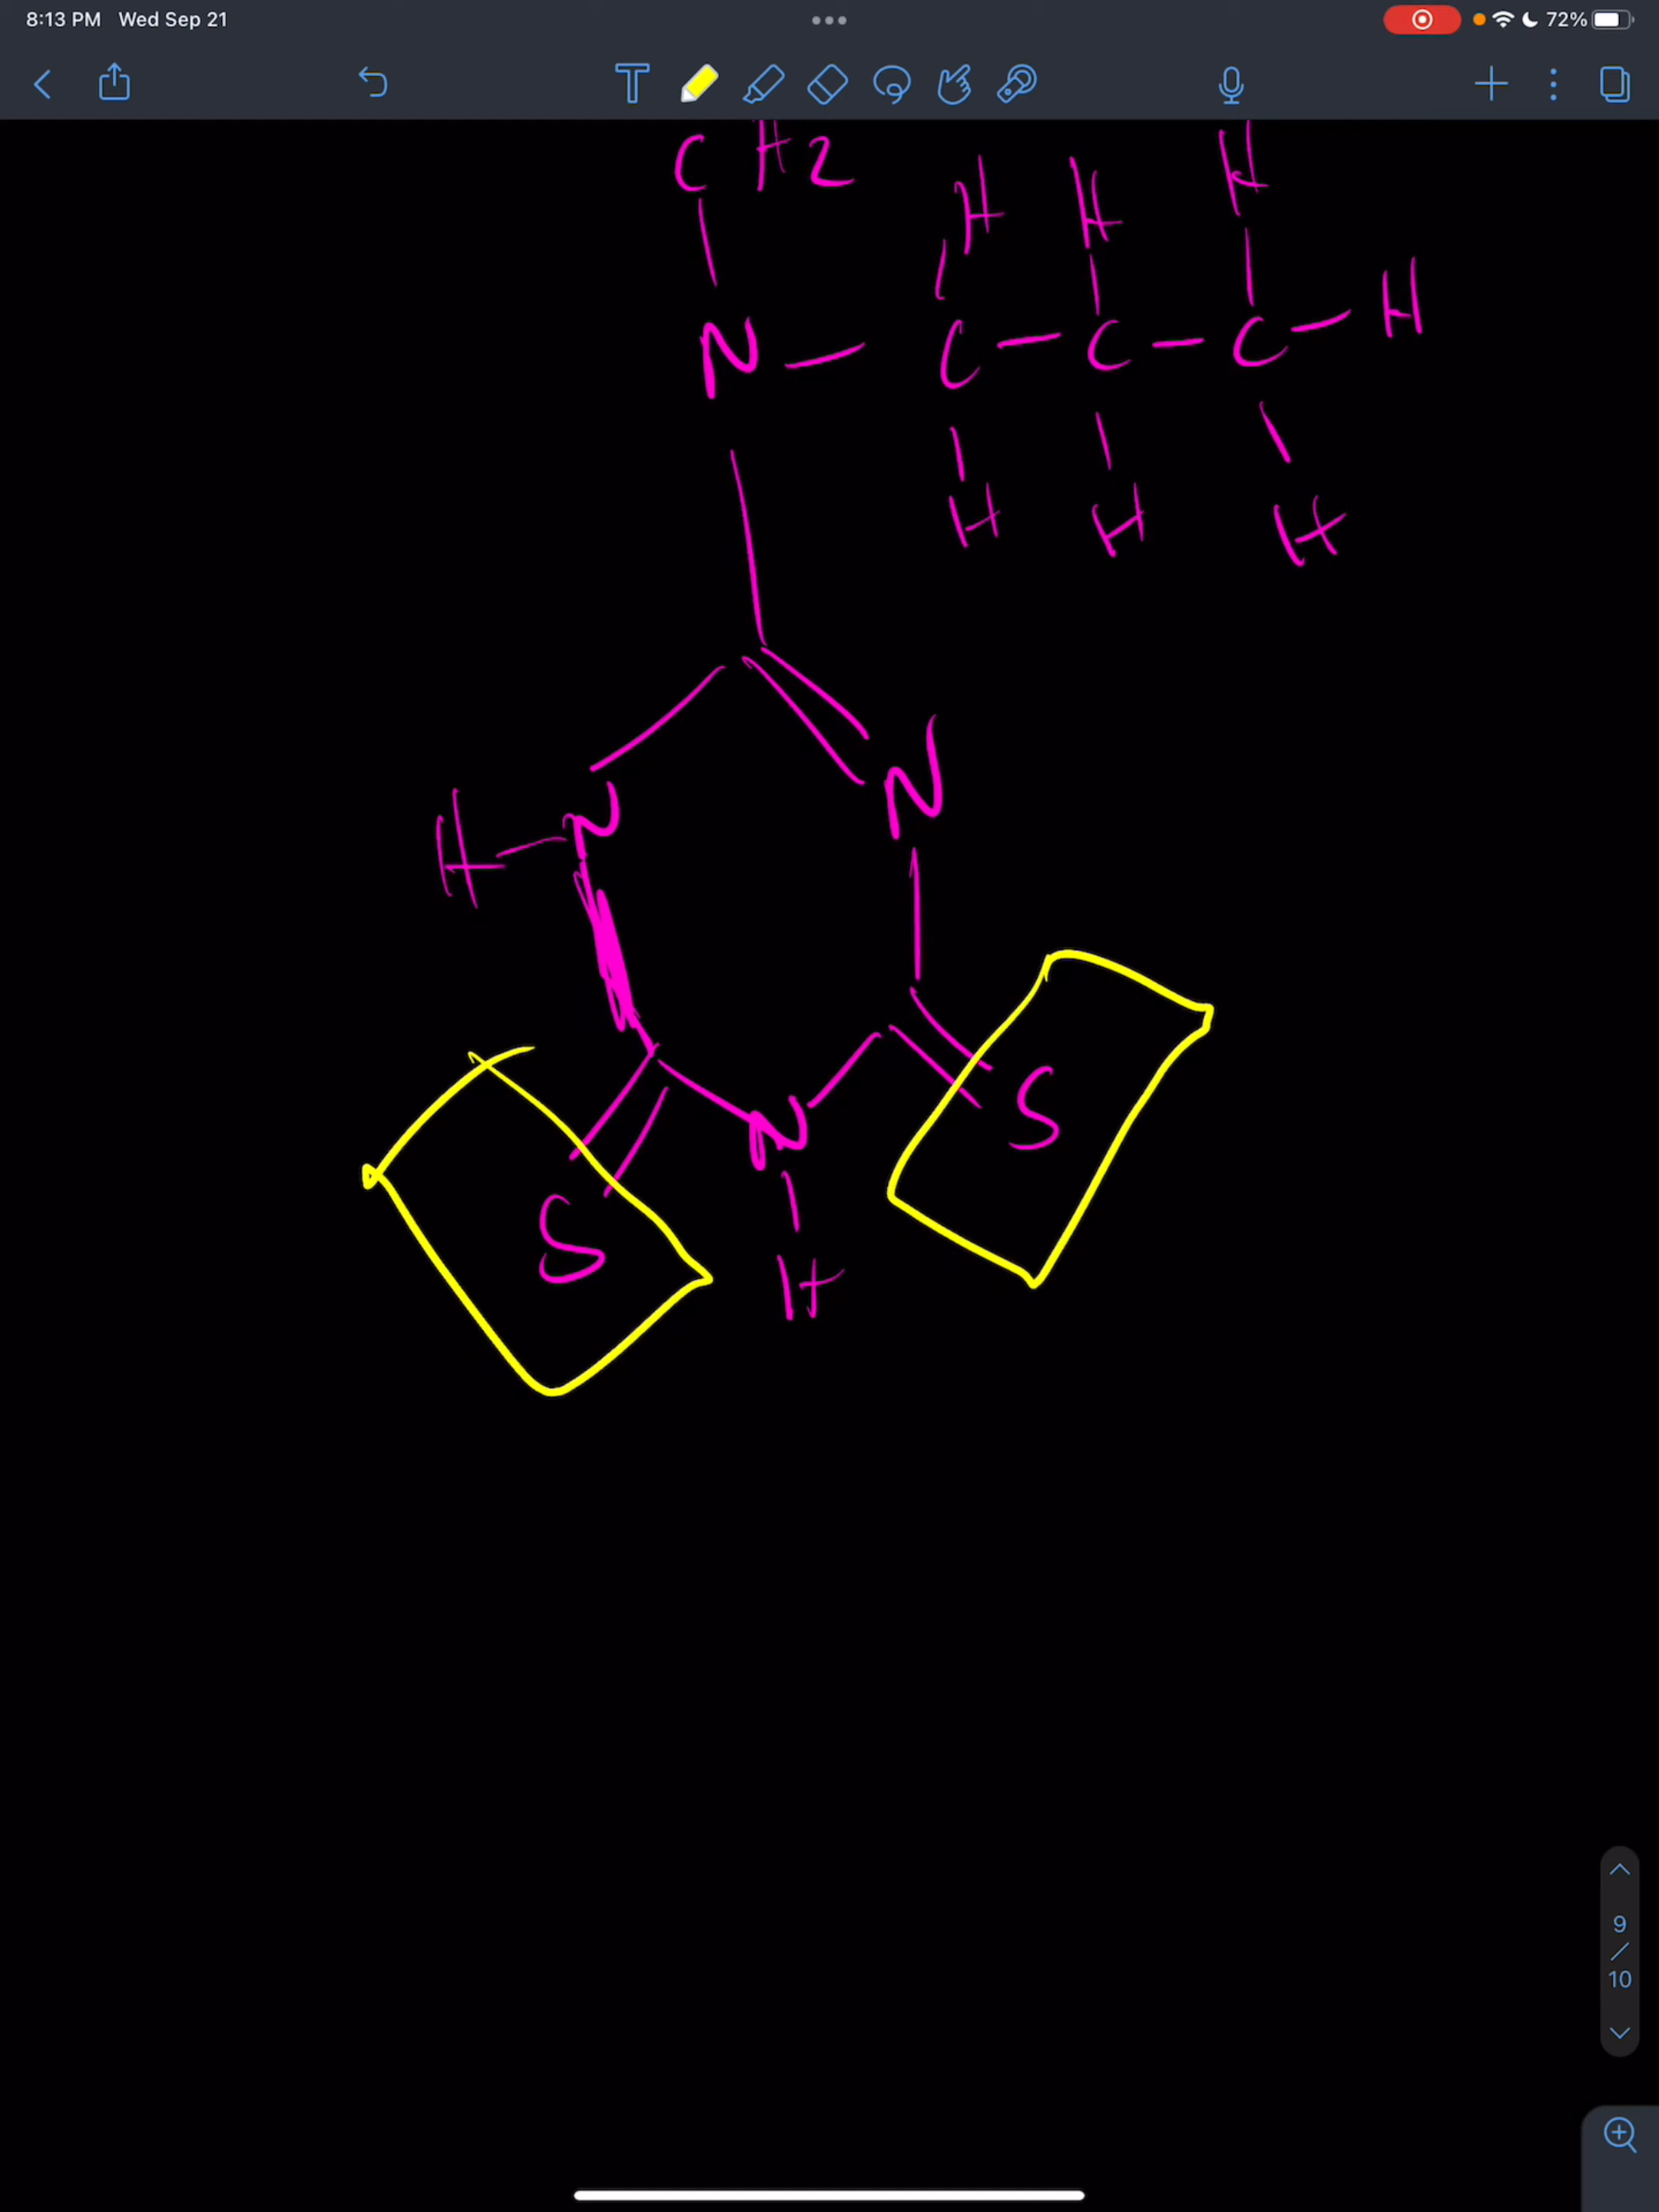 8:13 PM Wed Sep 21
72%
T
CH2
H H H
N - C - C - C - H
H H H
N
H - N
S
N
S
H
9
/
10